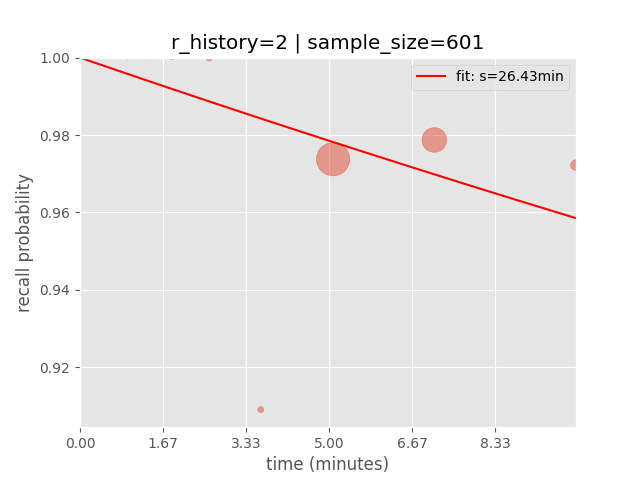 r_history=2 | sample_size=601
fit: s=26.43min
1.00
0.98
0.96
0.94
0.92
recall probability
0.00 1.67 3.33 5.00 6.67 8.33
time (minutes)